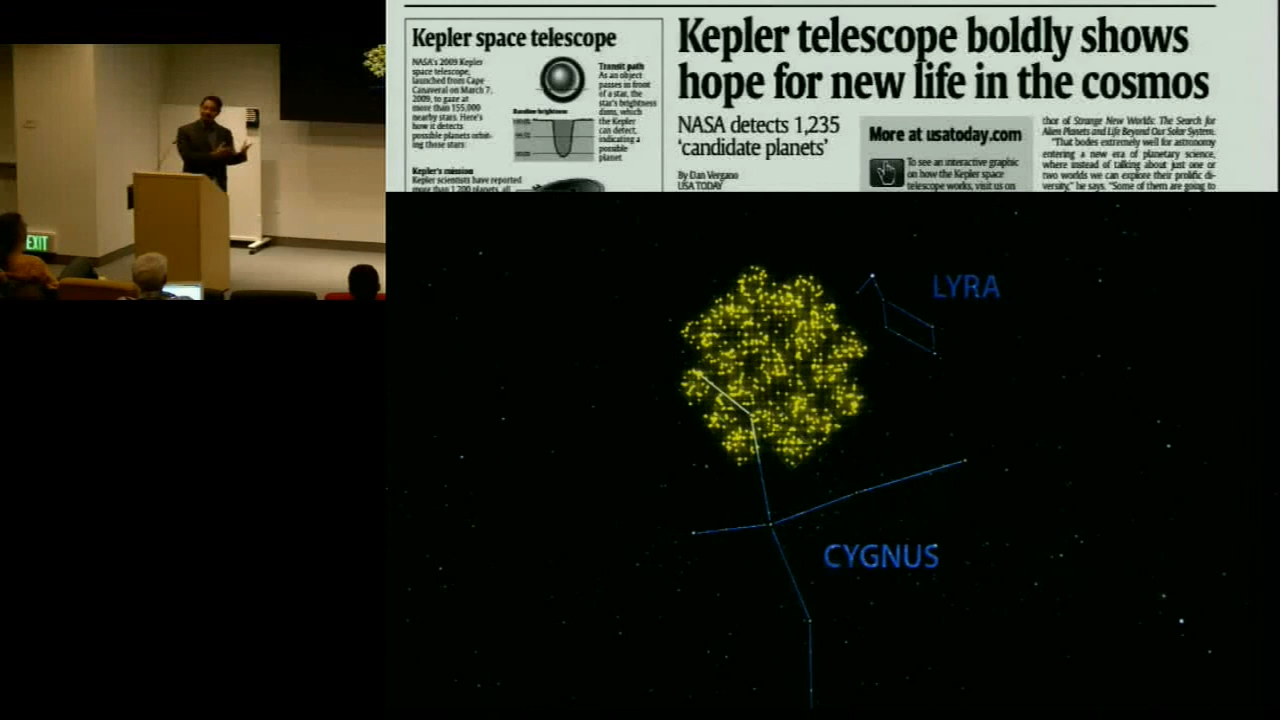 Kepler space telescope
NASA's 2009 Kepler
space telescope,
launched from Cape
Canaveral on March 7,
2009, to gaze at
more than 155,000
nearby stars. Here's
how it detects
possible planets orbit-
ing those stars:
Transit path
As an object
passes in front
of a star, the
star's brightness
dims, which
the Kepler
can detect,
indicating a
possible
planet
Kepler's mission
Kepler scientists have reported
more than 1,200 planets, all
Kepler telescope boldly shows
hope for new life in the cosmos
NASA detects 1,235
'candidate planets'
By Dan Vergano
USA TODAY
More at usatoday.com
To see an interactive graphic
on how the Kepler space
telescope works, visit us on
thor of Strange New Worlds: The Search for
Alien Planets and Life Beyond Our Solar System.
"That bodes extremely well for astronomy
entering a new era of planetary science,
where instead of talking about just one or
two worlds we can explore their prolific di-
versity," he says. "Some of them are going to
EXIT
LYRA
CYGNUS